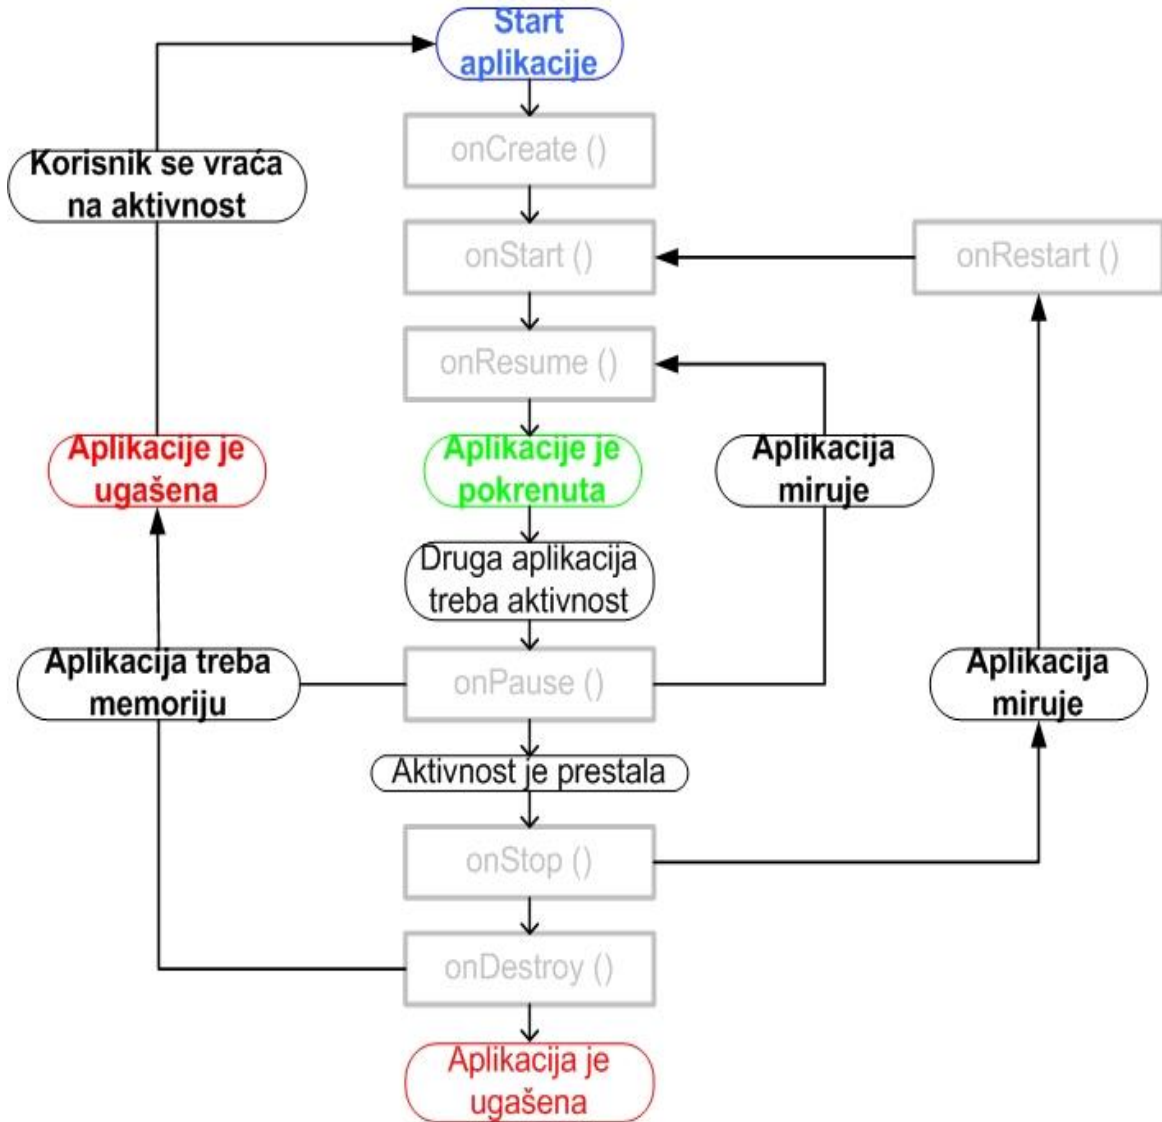 Start
aplikacije
onCreate ()
Korisnik se vraća
na aktivnost
onStart ()
onRestart ()
onResume ()
Aplikacije je
ugašena
Aplikacije je
pokrenuta
Aplikacija
miruje
Druga aplikacija
treba aktivnost
Aplikacija treba
memoriju
onPause ()
Aplikacija
miruje
Aktivnost je prestala
onStop ()
onDestroy ()
Aplikacija je
ugašena